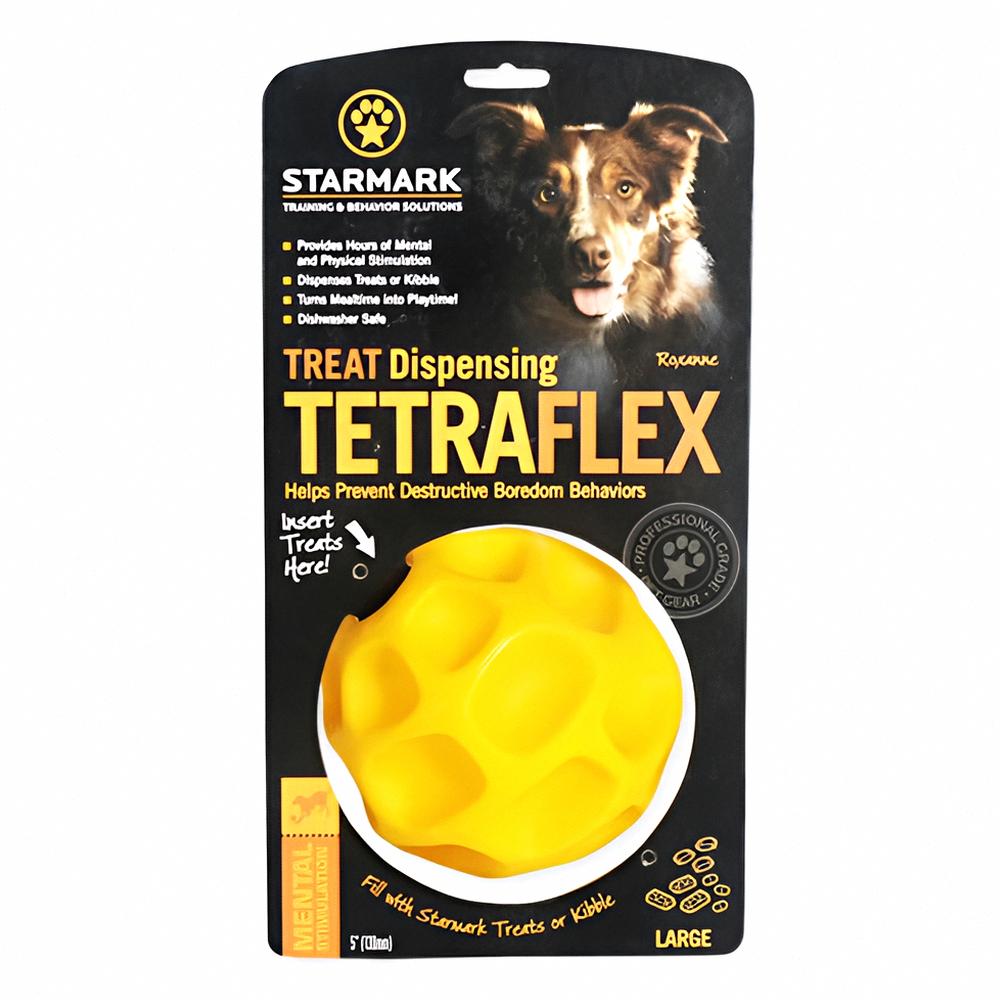 STARMARK
TRAINING & BEHAVIOR SOLUTIONS
Provides Hours of Mental
and Physical Stimulation
Dispenses Treats or Kibble
Turns Mealtime into Playtime!
Dishwasher Safe
TREAT Dispensing
Roxanne
TETRAFLEX
Helps Prevent Destructive Boredom Behaviors
Insert
Treats
Here!
PROFESSIONAL GRADE
GEAR
MENTAL
STIMULATION
Fill with Starmark Treats or Kibble
5"
LARGE